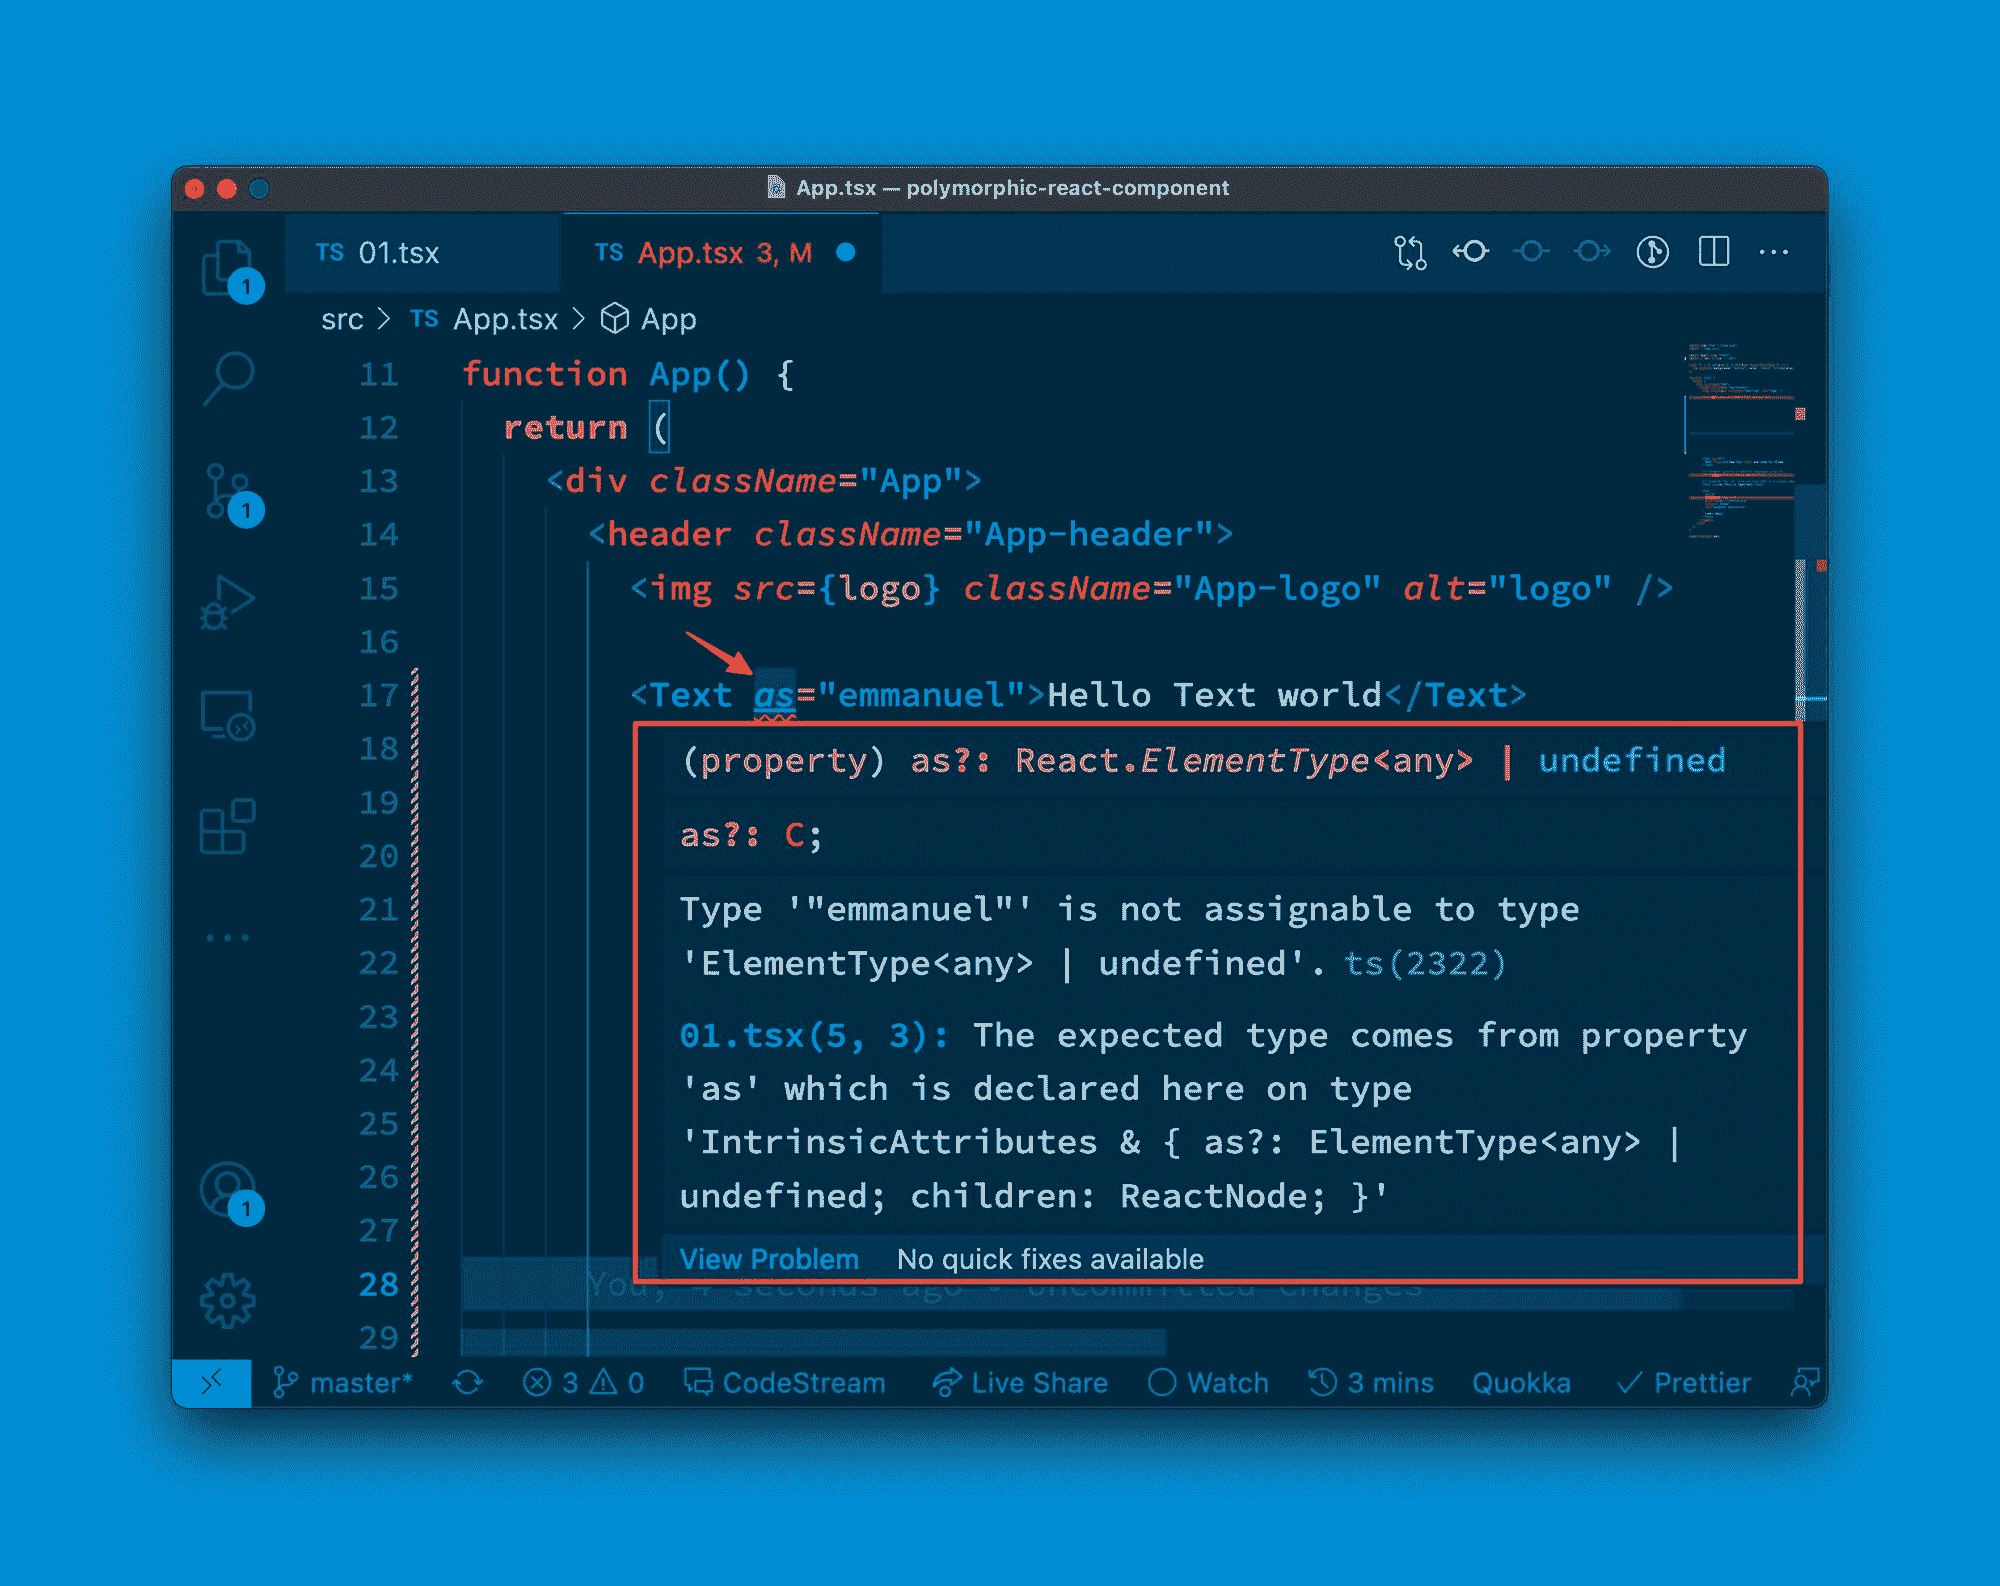 App.tsx — polymorphic-react-component
TS 01.tsx
TS App.tsx 3, M
src > TS App.tsx > App
1
1
1
11 function App() {
12 return (
13 <div className="App">
14 <header className="App-header">
15 <img src={logo} className="App-logo" alt="logo" />
16
17 <Text as="emmanuel">Hello Text world</Text>
18
19
20
21
22
23
24
25
26
27
28
29
(property) as?: React.ElementType<any> | undefined
as?: C;
Type '"emmanuel"' is not assignable to type
'ElementType<any> | undefined'. ts(2322)
01.tsx(5, 3): The expected type comes from property
'as' which is declared here on type
'IntrinsicAttributes & { as?: ElementType<any> |
undefined; children: ReactNode; }'
View Problem No quick fixes available
You, 4 seconds ago • Uncommitted changes
master* 3 0 CodeStream Live Share Watch 3 mins Quokka Prettier